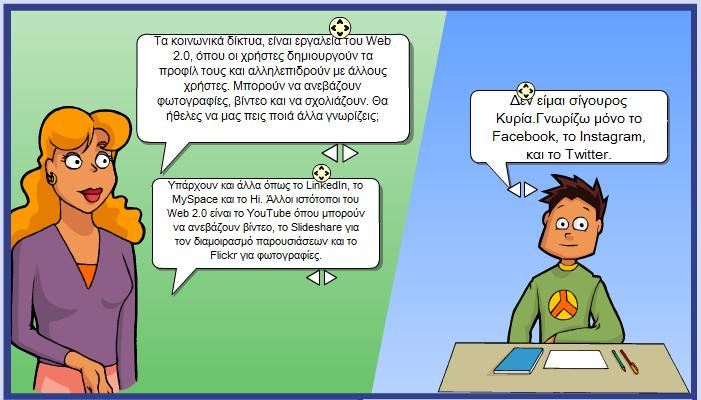 Τα κοινωνικά δίκτυα, είναι εργαλεία του Web
2.0, όπου οι χρήστες δημιουργούν τα
προφίλ τους και αλληλεπιδρούν με άλλους
χρήστες. Μπορούν να ανεβάζουν
φωτογραφίες, βίντεο και να σχολιάζουν. Θα
ήθελες να μας πεις ποιά άλλα γνωρίζεις;
Δεν είμαι σίγουρος
Κυρία.Γνωρίζω μόνο το
Facebook, το Instagram,
και το Twitter.
Υπάρχουν και άλλα όπως το LinkedIn, το
MySpace και το Hi. Άλλοι ιστότοποι του
Web 2.0 είναι το YouTube όπου μπορούν
να ανεβάζουν βίντεο, το Slideshare για
τον διαμοιρασμό παρουσιάσεων και το
Flickr για φωτογραφίες.